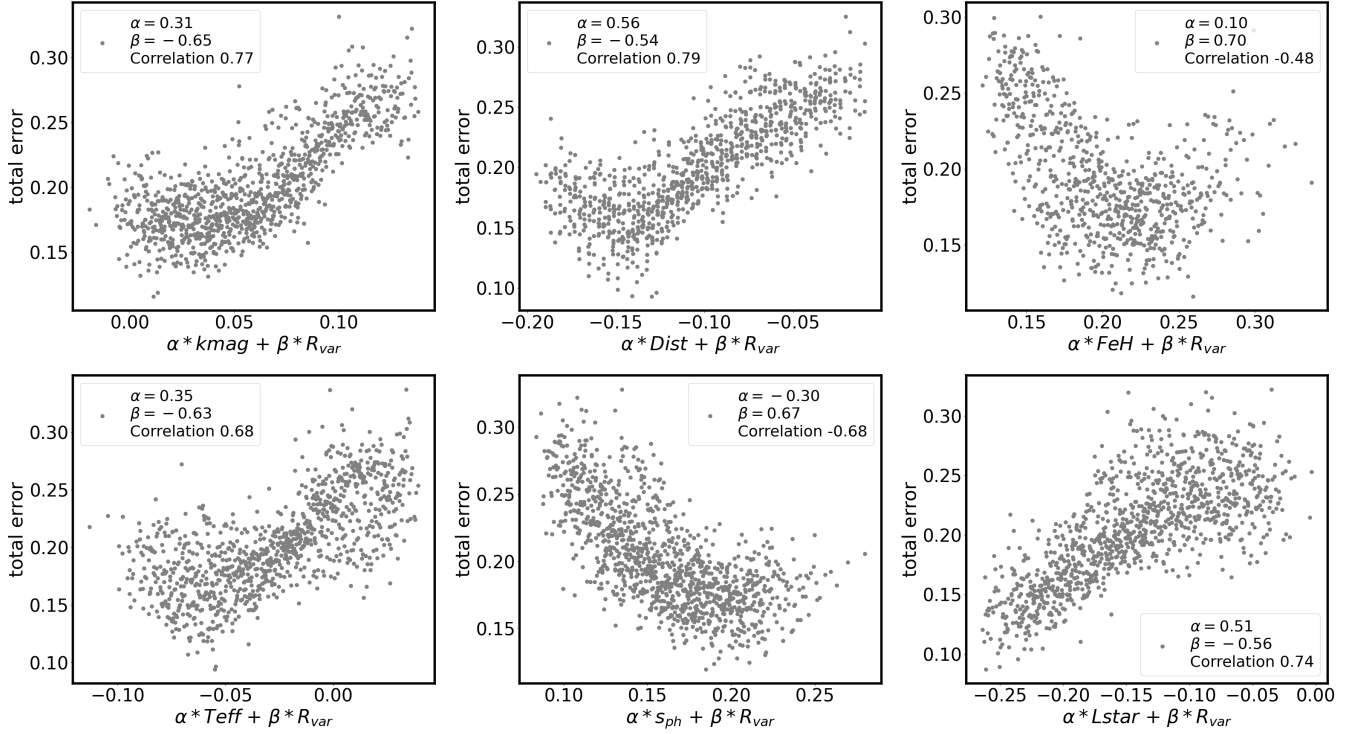 α = 0.31
β = −0.65
Correlation 0.77
0.30
0.25
0.20
0.15
total error
0.00 0.05 0.10
α * kmag + β * R_var
α = 0.56
β = −0.54
Correlation 0.79
0.30
0.25
0.20
0.15
0.10
total error
−0.20 −0.15 −0.10 −0.05
α * Dist + β * R_var
α = 0.10
β = 0.70
Correlation -0.48
0.30
0.25
0.20
0.15
total error
0.15 0.20 0.25 0.30
α * FeH + β * R_var
α = 0.35
β = −0.63
Correlation 0.68
0.30
0.25
0.20
0.15
0.10
total error
−0.10 −0.05 0.00
α * Teff + β * R_var
α = −0.30
β = 0.67
Correlation -0.68
0.30
0.25
0.20
0.15
total error
0.10 0.15 0.20 0.25
α * s_ph + β * R_var
0.30
0.25
0.20
0.15
0.10
total error
α = 0.51
β = −0.56
Correlation 0.74
−0.25 −0.20 −0.15 −0.10 −0.05 0.00
α * Lstar + β * R_var